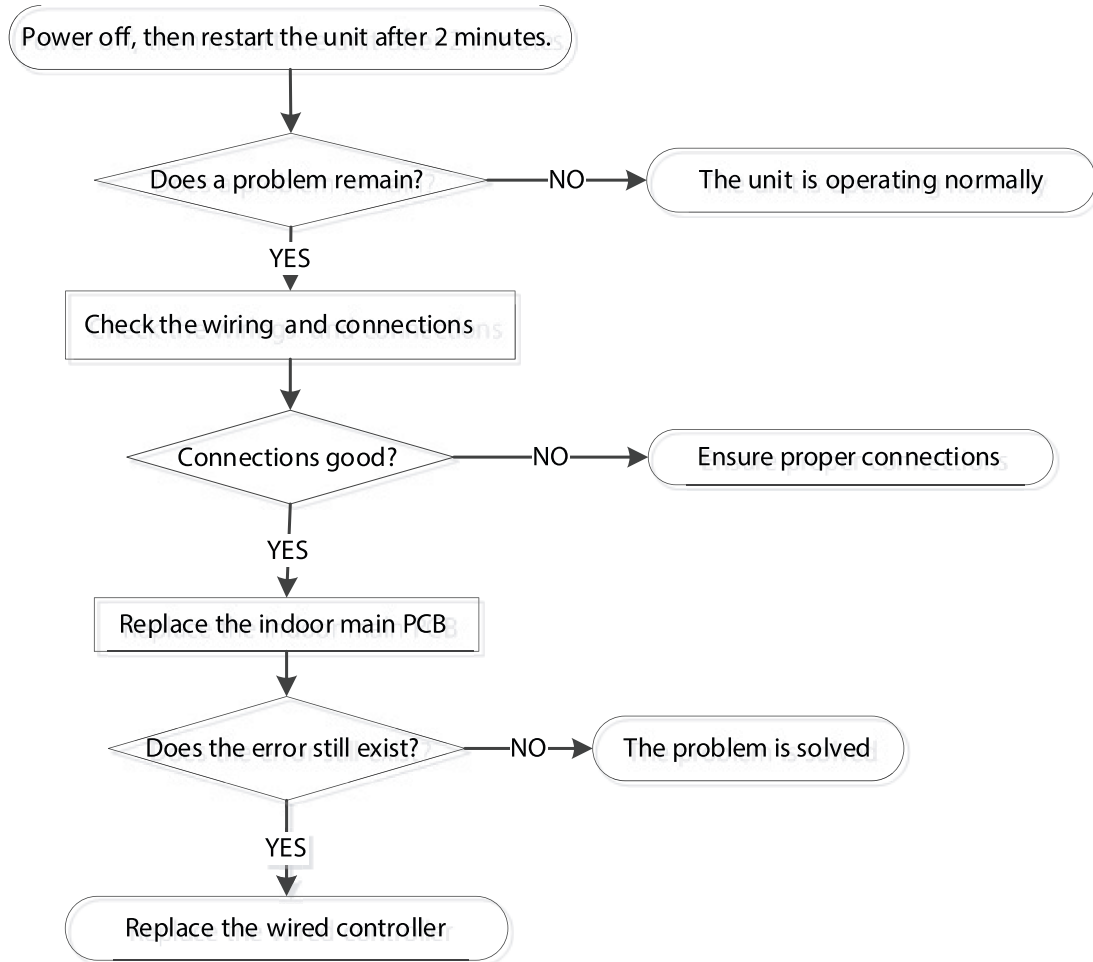 Power off, then restart the unit after 2 minutes.
Does a problem remain?
NO
The unit is operating normally
YES
Check the wiring and connections
Connections good?
NO
Ensure proper connections
YES
Replace the indoor main PCB
Does the error still exist?
NO
The problem is solved
YES
Replace the wired controller